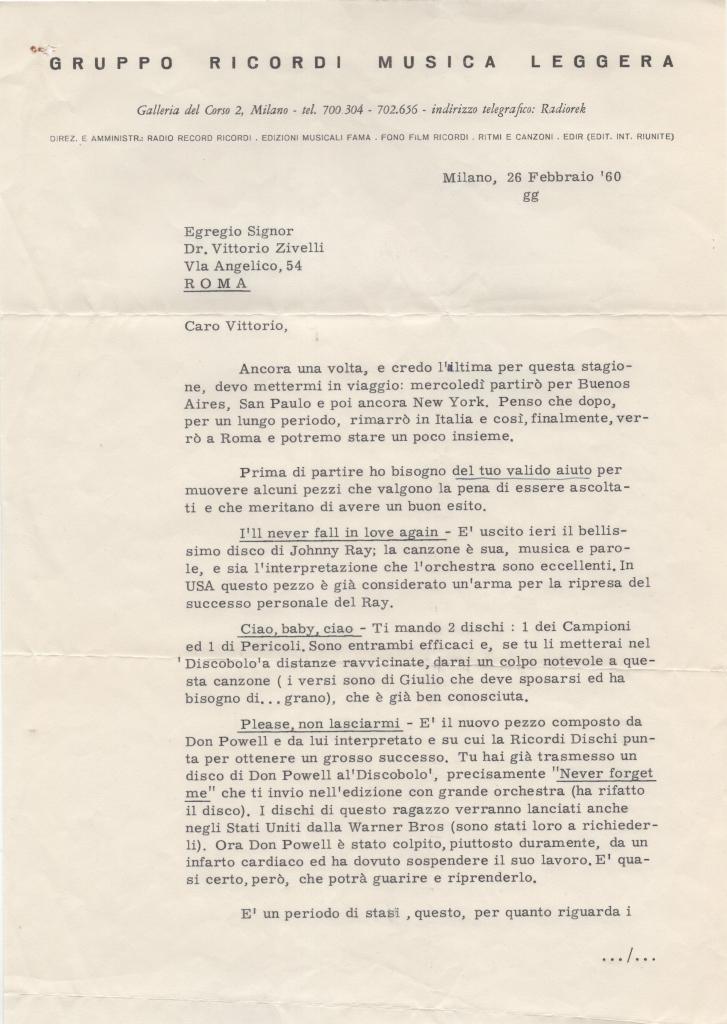 GRUPPO RICORDI MUSICA LEGGERA
Galleria del Corso 2, Milano - tel. 700.304 - 702.656 - indirizzo telegrafico: Radiorek
DIREZ. E AMMINISTR.: RADIO RECORD RICORDI . EDIZIONI MUSICALI FAMA . FONO FILM RICORDI . RITMI E CANZONI . EDIR (EDIT. INT. RIUNITE)
Milano, 26 Febbraio '60
gg
Egregio Signor
Dr. Vittorio Zivelli
VIa Angelico, 54
ROMA
Caro Vittorio,
Ancora una volta, e credo l'ultima per questa stagio-
ne, devo mettermi in viaggio: mercoledì partirò per Buenos
Aires, San Paulo e poi ancora New York. Penso che dopo,
per un lungo periodo, rimarrò in Italia e così, finalmente, ver-
rò a Roma e potremo stare un poco insieme.
Prima di partire ho bisogno del tuo valido aiuto per
muovere alcuni pezzi che valgono la pena di essere ascolta-
ti e che meritano di avere un buon esito.
I'll never fall in love again - E' uscito ieri il bellis-
simo disco di Johnny Ray; la canzone è sua, musica e paro-
le, e sia l'interpretazione che l'orchestra sono eccellenti. In
USA questo pezzo è già considerato un'arma per la ripresa del
successo personale del Ray.
Ciao, baby, ciao - Ti mando 2 dischi : 1 dei Campioni
ed 1 di Pericoli. Sono entrambi efficaci e, se tu li metterai nel
'Discobolo'a distanze ravvicinate, darai un colpo notevole a que-
sta canzone ( i versi sono di Giulio che deve sposarsi ed ha
bisogno di... grano), che è già ben conosciuta.
Please, non lasciarmi - E' il nuovo pezzo composto da
Don Powell e da lui interpretato e su cui la Ricordi Dischi pun-
ta per ottenere un grosso successo. Tu hai già trasmesso un
disco di Don Powell al'Discobolo', precisamente "Never forget
me" che ti invio nell'edizione con grande orchestra (ha rifatto
il disco). I dischi di questo ragazzo verranno lanciati anche
negli Stati Uniti dalla Warner Bros (sono stati loro a richieder-
li). Ora Don Powell è stato colpito, piuttosto duramente, da un
infarto cardiaco ed ha dovuto sospendere il suo lavoro. E' qua-
si certo, però, che potrà guarire e riprenderlo.
E' un periodo di stasi , questo, per quanto riguarda i
.../...